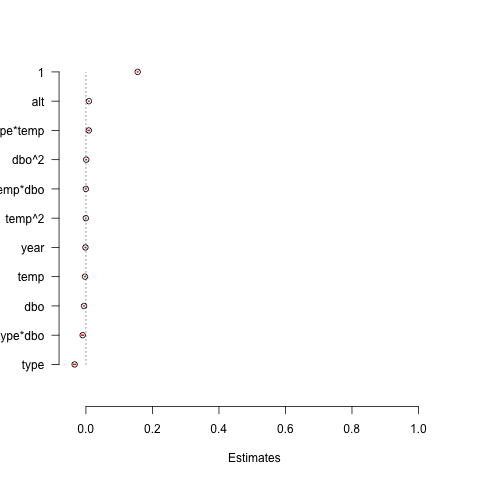 1
alt
pe*temp
dbo^2
emp*dbo
temp^2
year
temp
dbo
ype*dbo
type
0.0 0.2 0.4 0.6 0.8 1.0
Estimates